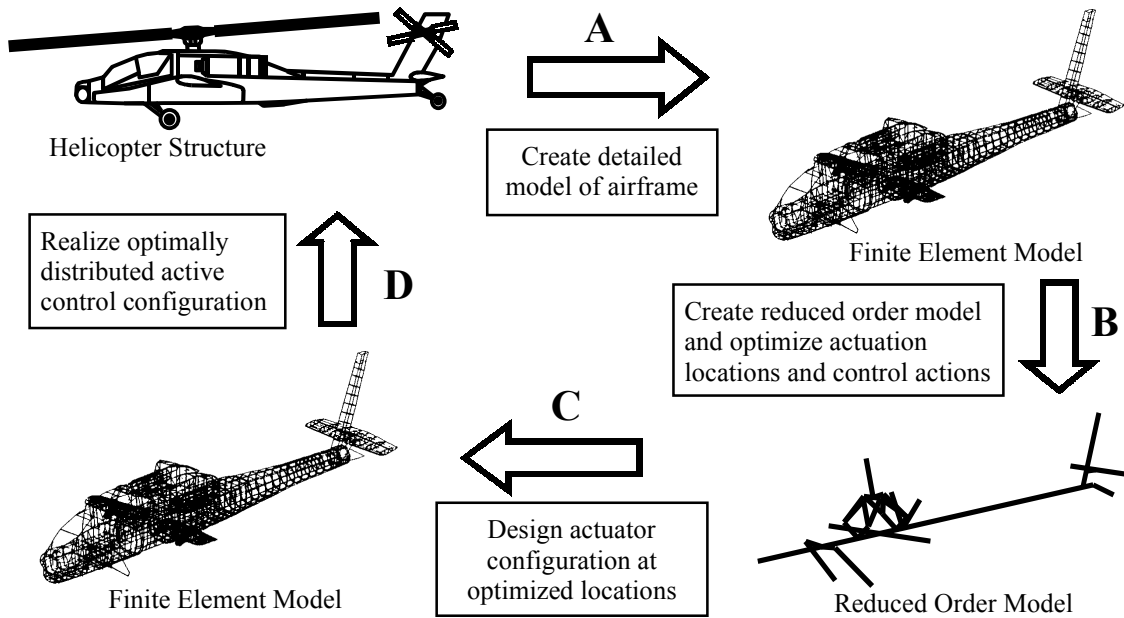 A
Helicopter Structure
Create detailed
model of airframe
Finite Element Model
B
Create reduced order model
and optimize actuation
locations and control actions
Reduced Order Model
C
Design actuator
configuration at
optimized locations
Finite Element Model
D
Realize optimally
distributed active
control configuration